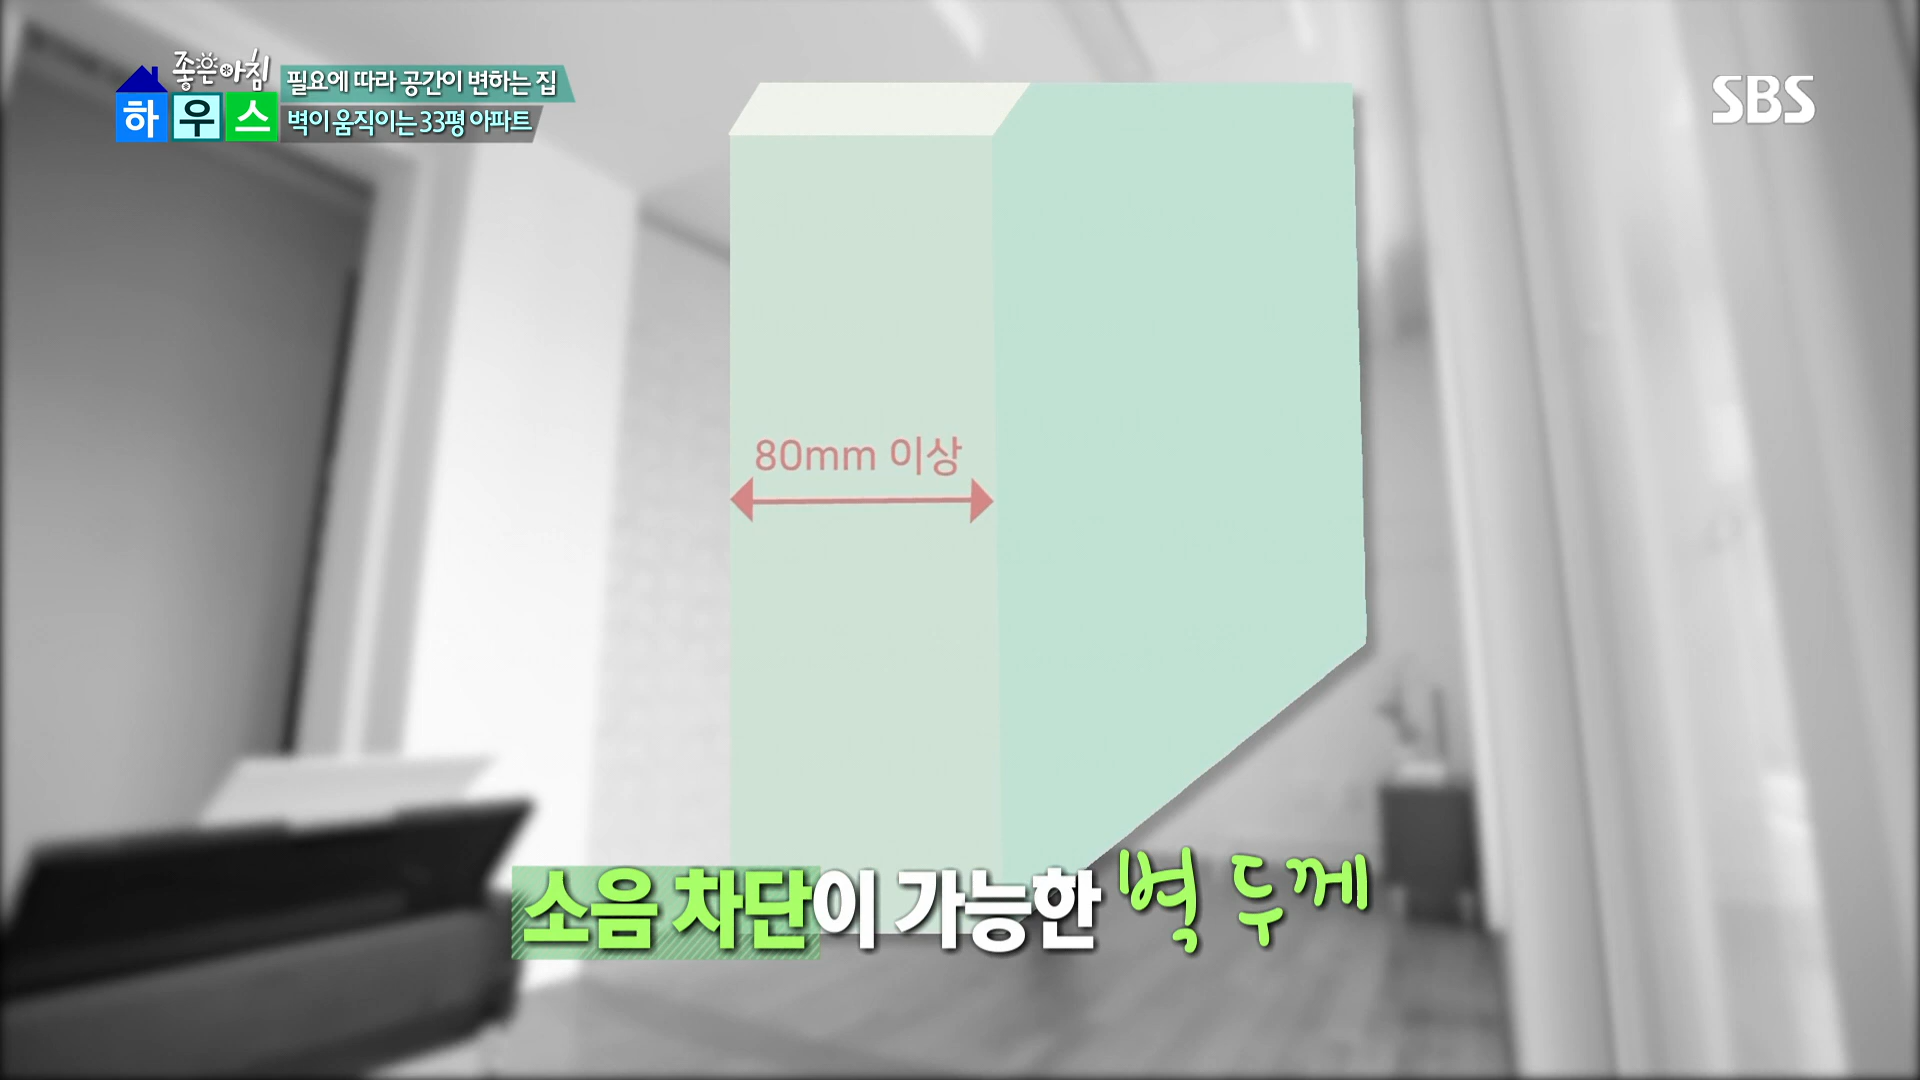 좋은아침
하우스
필요에 따라 공간이 변하는 집
벽이 움직이는 33평 아파트
SBS
80mm 이상
소음 차단이 가능한 벽 두께